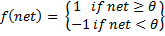 f(net) = { 1 if net ≥ θ
−1 if net < θ }